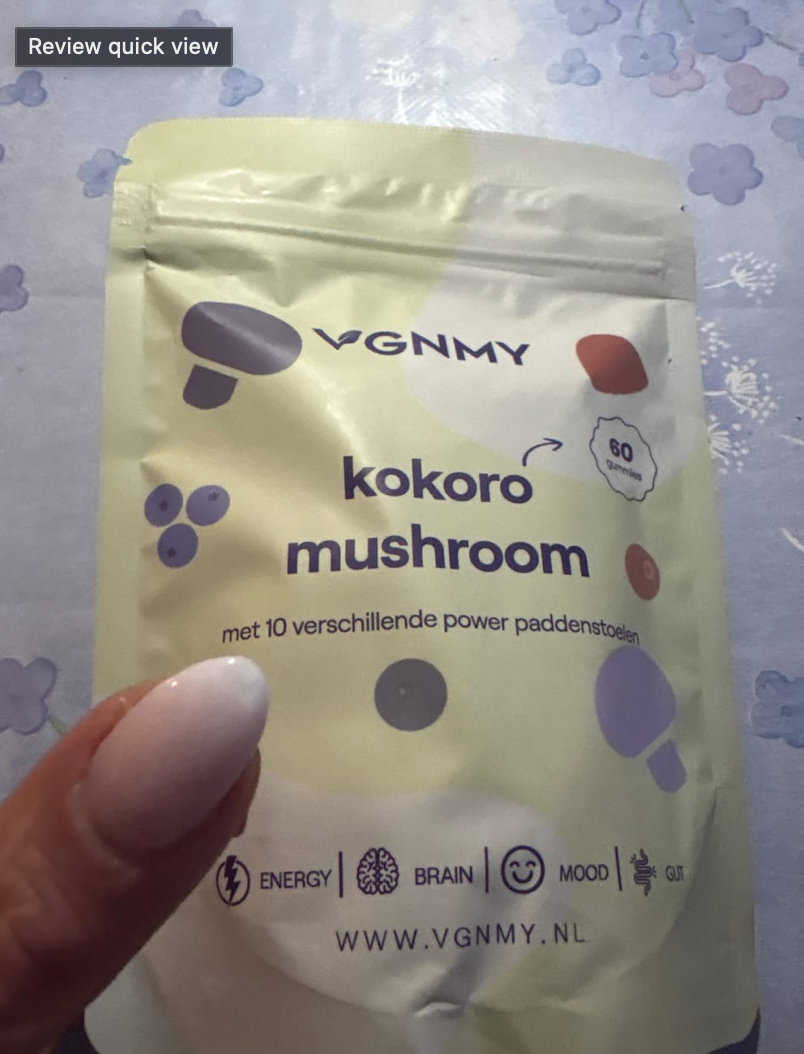 Review quick view
VGNMY
60
gummies
kokoro
mushroom
met 10 verschillende power paddenstoelen
ENERGY | BRAIN | MOOD | GUT
WWW.VGNMY.NL